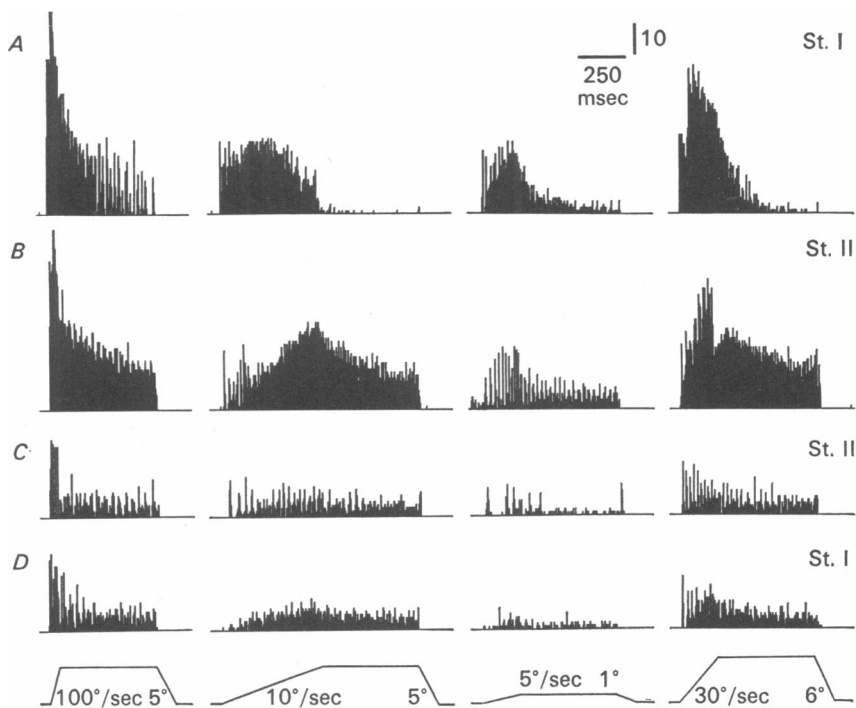 A
10
St. I
250
msec
B
St. II
C
St. II
D
St. I
100°/sec 5°
10°/sec 5°
5°/sec 1°
30°/sec 6°